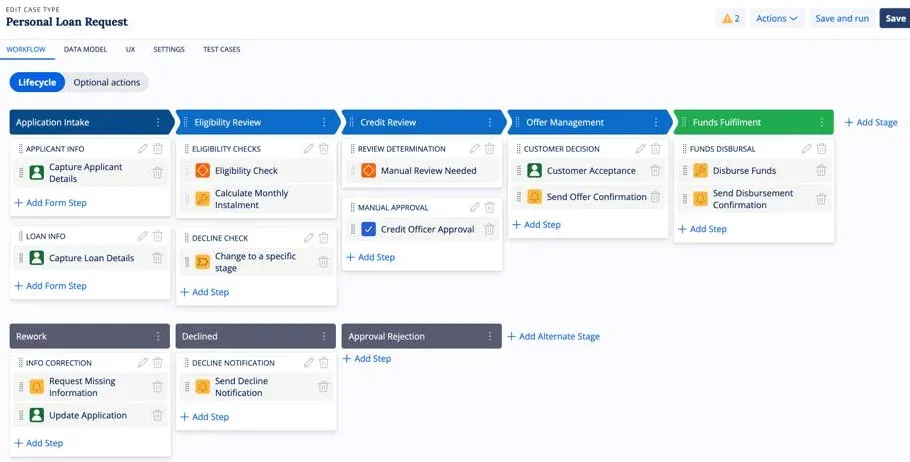 EDIT CASE TYPE
Personal Loan Request
2
Actions
Save and run
Save
WORKFLOW
DATA MODEL
UX
SETTINGS
TEST CASES
Lifecycle
Optional actions
Application Intake
Eligibility Review
Credit Review
Offer Management
Funds Fulfilment
+ Add Stage
APPLICANT INFO
Capture Applicant
Details
+ Add Form Step
LOAN INFO
Capture Loan Details
+ Add Form Step
ELIGIBILITY CHECKS
Eligibility Check
Calculate Monthly
Instalment
DECLINE CHECK
Change to a specific
stage
+ Add Step
REVIEW DETERMINATION
Manual Review Needed
MANUAL APPROVAL
Credit Officer Approval
+ Add Step
CUSTOMER DECISION
Customer Acceptance
Send Offer Confirmation
+ Add Step
FUNDS DISBURSAL
Disburse Funds
Send Disbursement
Confirmation
+ Add Step
Rework
Declined
Approval Rejection
+ Add Alternate Stage
INFO CORRECTION
Request Missing
Information
Update Application
+ Add Step
DECLINE NOTIFICATION
Send Decline
Notification
+ Add Step
+ Add Step